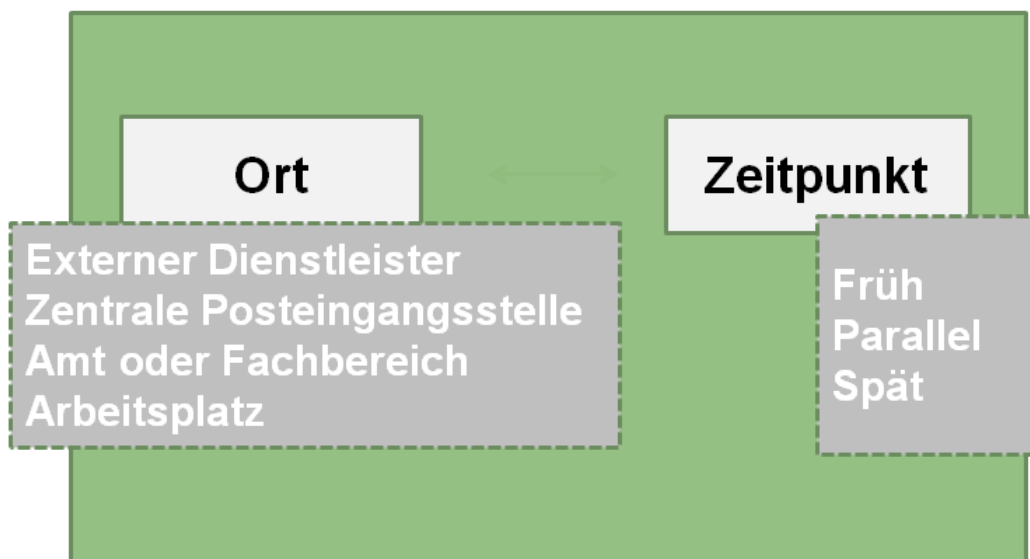 Ort
Externer Dienstleister
Zentrale Posteingangsstelle
Amt oder Fachbereich
Arbeitsplatz
Zeitpunkt
Früh
Parallel
Spät